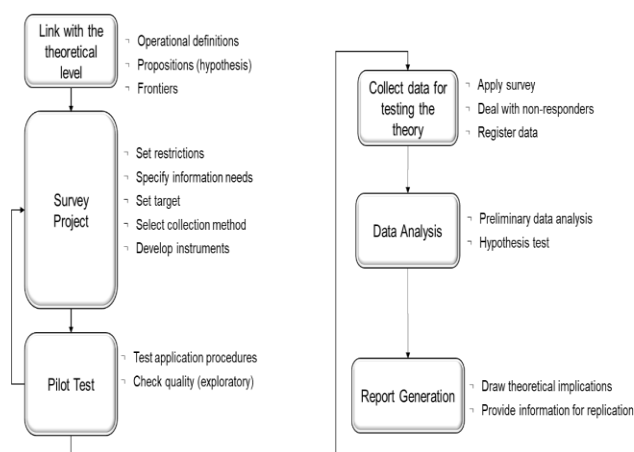 Link with the
theoretical
level
¬ Operational definitions
¬ Propositions (hypothesis)
¬ Frontiers
Survey
Project
¬ Set restrictions
¬ Specify information needs
¬ Set target
¬ Select collection method
¬ Develop instruments
Pilot Test
¬ Test application procedures
¬ Check quality (exploratory)
Collect data for
testing the
theory
¬ Apply survey
¬ Deal with non-responders
¬ Register data
Data Analysis
¬ Preliminary data analysis
¬ Hypothesis test
Report Generation
¬ Draw theoretical implications
¬ Provide information for replication